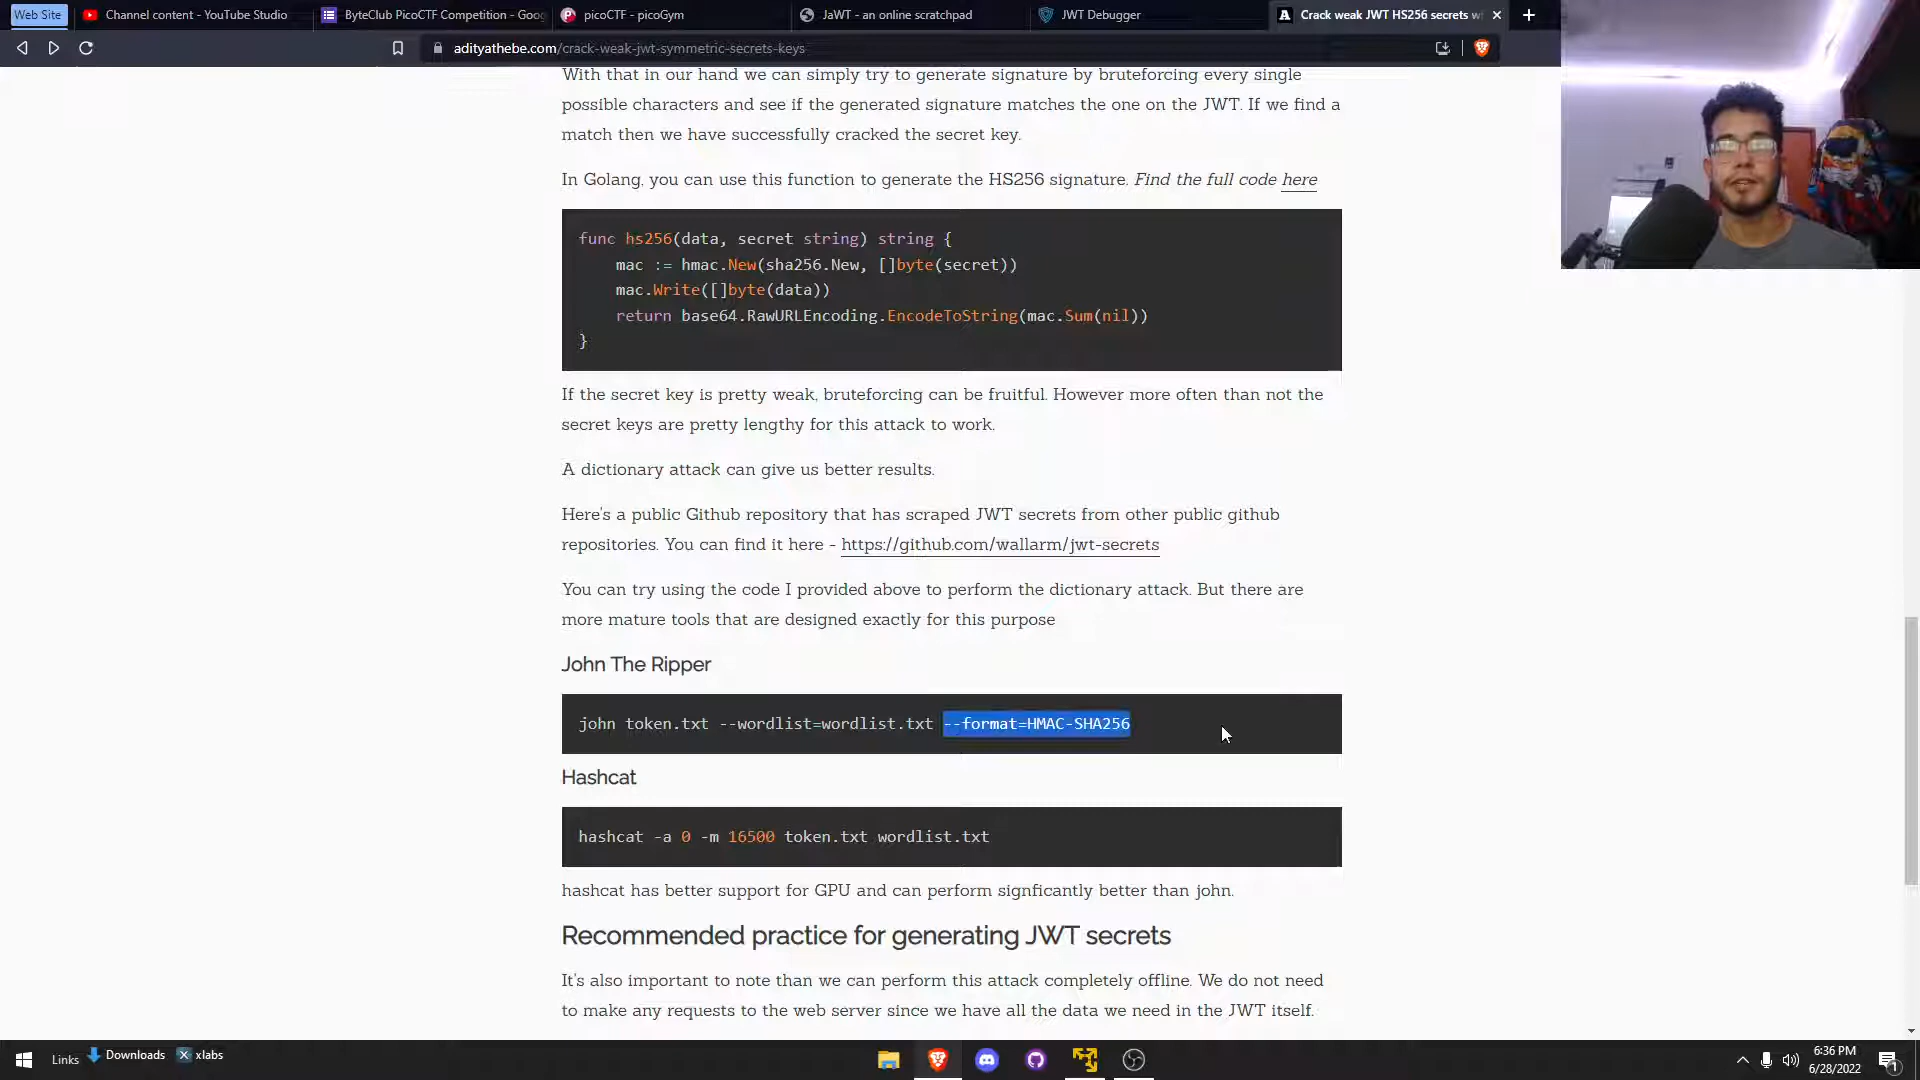 Web Site
Channel content - YouTube Studio
ByteClub PicoCTF Competition - Goog
picoCTF - picoGym
JaWT - an online scratchpad
JWT Debugger
Crack weak JWT HS256 secrets w
adityathebe.com/crack-weak-jwt-symmetric-secrets-keys
With that in our hand we can simply try to generate signature by bruteforcing every single
possible characters and see if the generated signature matches the one on the JWT. If we find a
match then we have successfully cracked the secret key.
In Golang, you can use this function to generate the HS256 signature. Find the full code here
func hs256(data, secret string) string {
mac := hmac.New(sha256.New, []byte(secret))
mac.Write([]byte(data))
return base64.RawURLEncoding.EncodeToString(mac.Sum(nil))
}
If the secret key is pretty weak, bruteforcing can be fruitful. However more often than not the
secret keys are pretty lengthy for this attack to work.
A dictionary attack can give us better results.
Here's a public Github repository that has scraped JWT secrets from other public github
repositories. You can find it here - https://github.com/wallarm/jwt-secrets
You can try using the code I provided above to perform the dictionary attack. But there are
more mature tools that are designed exactly for this purpose
John The Ripper
john token.txt --wordlist=wordlist.txt --format=HMAC-SHA256
Hashcat
hashcat -a 0 -m 16500 token.txt wordlist.txt
hashcat has better support for GPU and can perform signficantly better than john.
Recommended practice for generating JWT secrets
It's also important to note than we can perform this attack completely offline. We do not need
to make any requests to the web server since we have all the data we need in the JWT itself.
Links
Downloads
xlabs
6:36 PM
6/28/2022
1